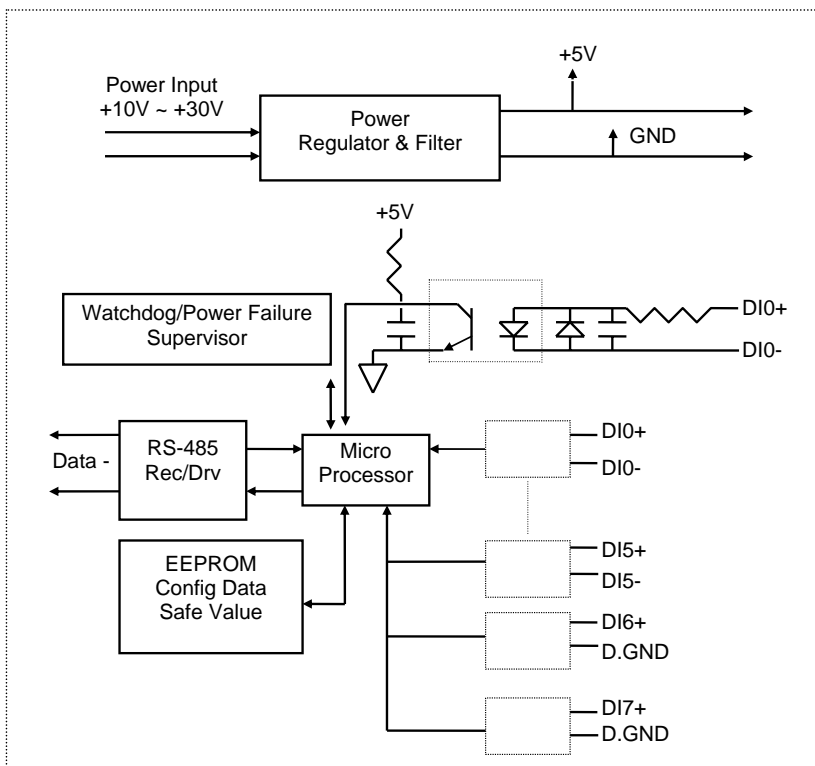 +5V
Power Input
+10V ~ +30V
Power
Regulator & Filter
GND
+5V
Watchdog/Power Failure
Supervisor
DI0+
DI0-
RS-485
Rec/Drv
Data -
Micro
Processor
DI0+
DI0-
EEPROM
Config Data
Safe Value
DI5+
DI5-
DI6+
D.GND
DI7+
D.GND